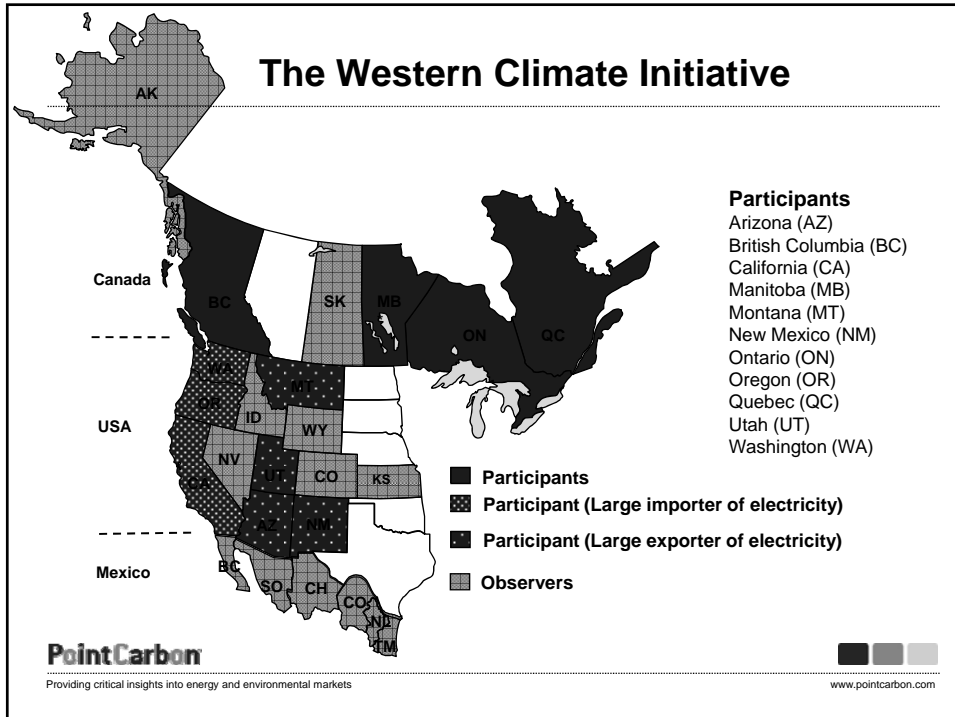 The Western Climate Initiative
AK
Participants
Arizona (AZ)
British Columbia (BC)
California (CA)
Manitoba (MB)
Montana (MT)
New Mexico (NM)
Ontario (ON)
Oregon (OR)
Quebec (QC)
Utah (UT)
Washington (WA)
Canada
BC
SK
MB
ON
QC
USA
WA
MT
OR
ID
WY
NV
UT
CO
KS
CA
AZ
NM
Mexico
BC
SO
CH
CO
NL
TM
Participants
Participant (Large importer of electricity)
Participant (Large exporter of electricity)
Observers
PointCarbon
Providing critical insights into energy and environmental markets
www.pointcarbon.com